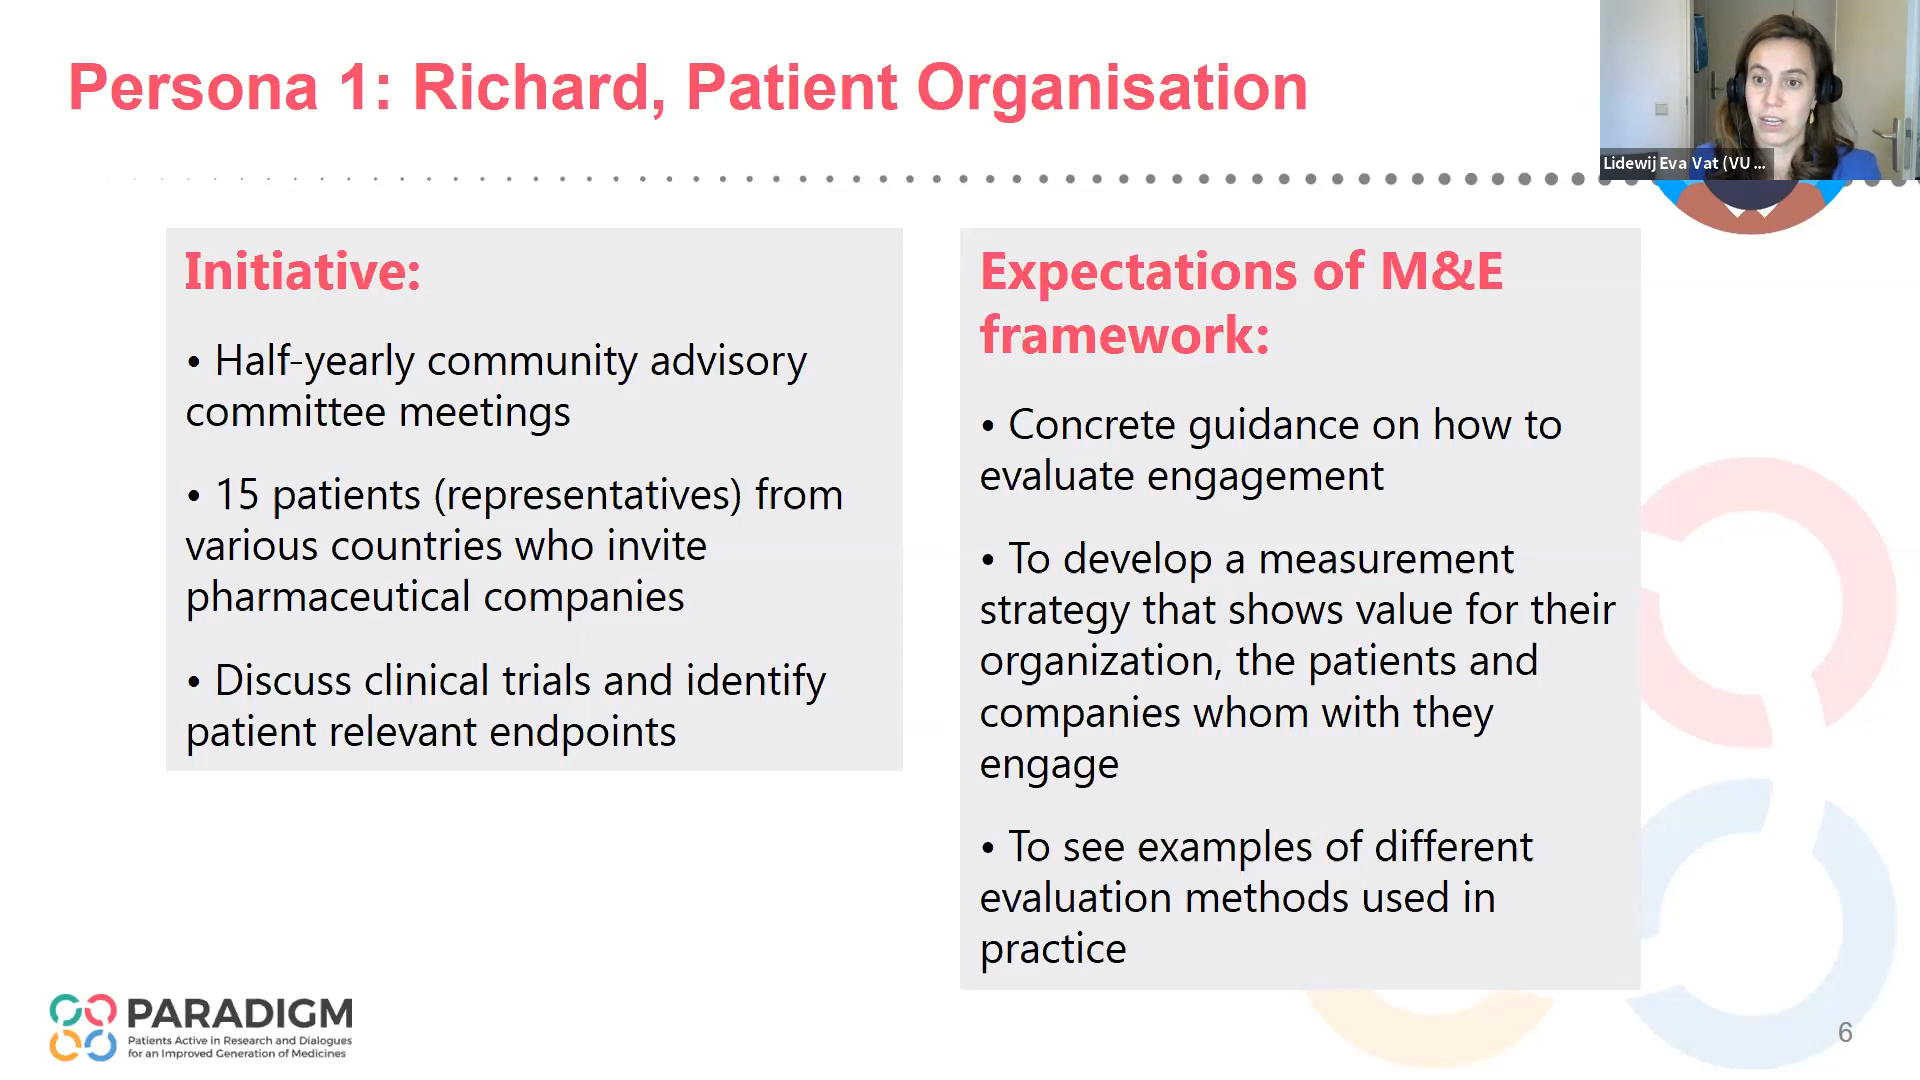 Persona 1: Richard, Patient Organisation
Lidewij Eva Vat (VU ...
Initiative:
• Half-yearly community advisory
committee meetings
• 15 patients (representatives) from
various countries who invite
pharmaceutical companies
• Discuss clinical trials and identify
patient relevant endpoints
Expectations of M&E
framework:
• Concrete guidance on how to
evaluate engagement
• To develop a measurement
strategy that shows value for their
organization, the patients and
companies whom with they
engage
• To see examples of different
evaluation methods used in
practice
PARADIGM
Patients Active in Research and Dialogues
for an Improved Generation of Medicines
6